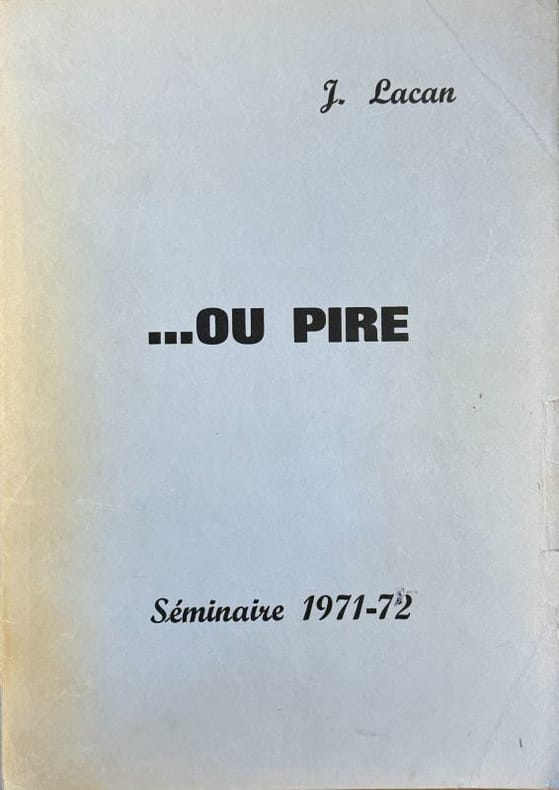 J. Lacan
...OU PIRE
Séminaire 1971-72